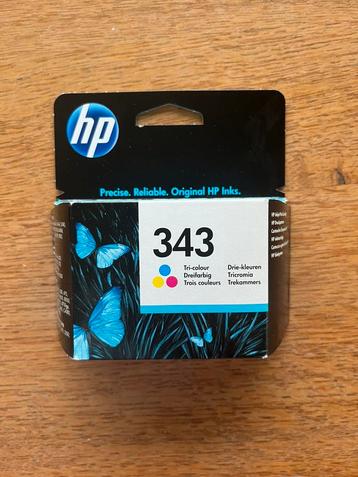 hp
Precise. Reliable. Original HP Inks.
343
Tri-colour Drie-kleuren
Dreifarbig Tricromia
Trois couleurs Trekammers